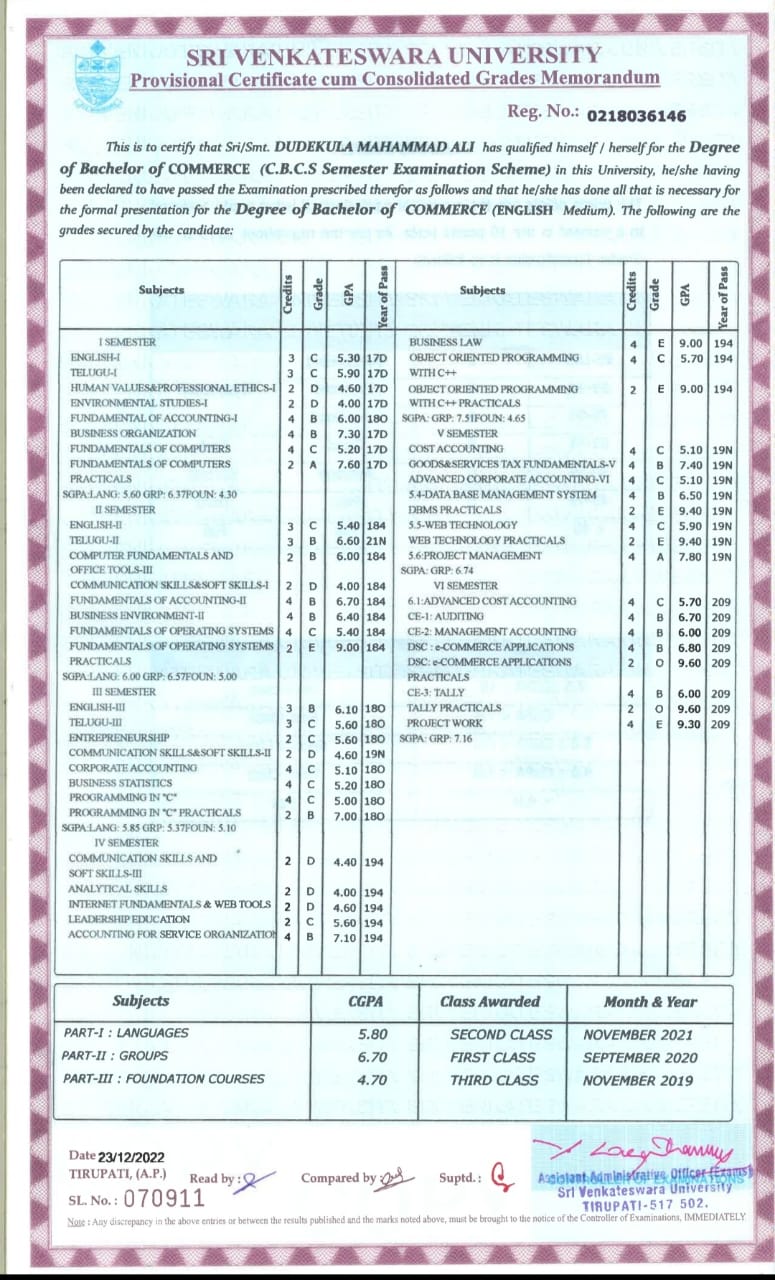 SRI VENKATESWARA UNIVERSITY
Provisional Certificate cum Consolidated Grades Memorandum
Reg. No.: 0218036146
This is to certify that Sri/Smt. DUDEKULA MAHAMMAD ALI has qualified himself / herself for the Degree
of Bachelor of COMMERCE (C.B.C.S Semester Examination Scheme) in this University, he/she having
been declared to have passed the Examination prescribed therefor as follows and that he/she has done all that is necessary for
the formal presentation for the Degree of Bachelor of COMMERCE (ENGLISH Medium). The following are the
grades secured by the candidate:
Subjects Credits Grade GPA Year of Pass
I SEMESTER
ENGLISH-I 3 C 5.30 17D
TELUGU-I 3 C 5.90 17D
HUMAN VALUES&PROFESSIONAL ETHICS-I 2 D 4.60 17D
ENVIRONMENTAL STUDIES-I 2 D 4.00 17D
FUNDAMENTAL OF ACCOUNTING-I 4 B 6.00 18O
BUSINESS ORGANIZATION 4 B 7.30 17D
FUNDAMENTALS OF COMPUTERS 4 C 5.20 17D
FUNDAMENTALS OF COMPUTERS 2 A 7.60 17D
PRACTICALS
SGPA:LANG: 5.60 GRP: 6.37FOUN: 4.30
II SEMESTER
ENGLISH-II 3 C 5.40 184
TELUGU-II 3 B 6.60 21N
COMPUTER FUNDAMENTALS AND 2 B 6.00 184
OFFICE TOOLS-III
COMMUNICATION SKILLS&SOFT SKILLS-I 2 D 4.00 184
FUNDAMENTALS OF ACCOUNTING-II 4 B 6.70 184
BUSINESS ENVIRONMENT-II 4 B 6.40 184
FUNDAMENTALS OF OPERATING SYSTEMS 4 C 5.40 184
FUNDAMENTALS OF OPERATING SYSTEMS 2 E 9.00 184
PRACTICALS
SGPA:LANG: 6.00 GRP: 6.57FOUN: 5.00
III SEMESTER
ENGLISH-III 3 B 6.10 18O
TELUGU-III 3 C 5.60 18O
ENTREPRENEURSHIP 2 C 5.60 18O
COMMUNICATION SKILLS&SOFT SKILLS-II 2 D 4.60 19N
CORPORATE ACCOUNTING 4 C 5.10 18O
BUSINESS STATISTICS 4 C 5.20 18O
PROGRAMMING IN "C" 4 C 5.00 18O
PROGRAMMING IN "C" PRACTICALS 2 B 7.00 18O
SGPA:LANG: 5.85 GRP: 5.37FOUN: 5.10
IV SEMESTER
COMMUNICATION SKILLS AND 2 D 4.40 194
SOFT SKILLS-III
ANALYTICAL SKILLS 2 D 4.00 194
INTERNET FUNDAMENTALS & WEB TOOLS 2 D 4.60 194
LEADERSHIP EDUCATION 2 C 5.60 194
ACCOUNTING FOR SERVICE ORGANIZATION 4 B 7.10 194
Subjects Credits Grade GPA Year of Pass
BUSINESS LAW 4 E 9.00 194
OBJECT ORIENTED PROGRAMMING 4 C 5.70 194
WITH C++
OBJECT ORIENTED PROGRAMMING 2 E 9.00 194
WITH C++ PRACTICALS
SGPA: GRP: 7.51FOUN: 4.65
V SEMESTER
COST ACCOUNTING 4 C 5.10 19N
GOODS&SERVICES TAX FUNDAMENTALS-V 4 B 7.40 19N
ADVANCED CORPORATE ACCOUNTING-VI 4 C 5.10 19N
5.4-DATA BASE MANAGEMENT SYSTEM 4 B 6.50 19N
DBMS PRACTICALS 2 E 9.40 19N
5.5-WEB TECHNOLOGY 4 C 5.90 19N
WEB TECHNOLOGY PRACTICALS 2 E 9.40 19N
5.6:PROJECT MANAGEMENT 4 A 7.80 19N
SGPA: GRP: 6.74
VI SEMESTER
6.1:ADVANCED COST ACCOUNTING 4 C 5.70 209
CE-1: AUDITING 4 B 6.70 209
CE-2: MANAGEMENT ACCOUNTING 4 B 6.00 209
DSC : e-COMMERCE APPLICATIONS 4 B 6.80 209
DSC: e-COMMERCE APPLICATIONS 2 O 9.60 209
PRACTICALS
CE-3: TALLY 4 B 6.00 209
TALLY PRACTICALS 2 O 9.60 209
PROJECT WORK 4 E 9.30 209
SGPA: GRP: 7.16
Subjects CGPA Class Awarded Month & Year
PART-I : LANGUAGES 5.80 SECOND CLASS NOVEMBER 2021
PART-II : GROUPS 6.70 FIRST CLASS SEPTEMBER 2020
PART-III : FOUNDATION COURSES 4.70 THIRD CLASS NOVEMBER 2019
Date 23/12/2022
TIRUPATI, (A.P.) Read by : Compared by : Suptd. :
SL. No. : 070911
Assistant Administrative Officer (Exams)
CONTROLLER OF EXAMINATIONS
Sri Venkateswara University
TIRUPATI-517 502.
Note : Any discrepancy in the above entries or between the results published and the marks noted above, must be brought to the notice of the Controller of Examinations, IMMEDIATELY